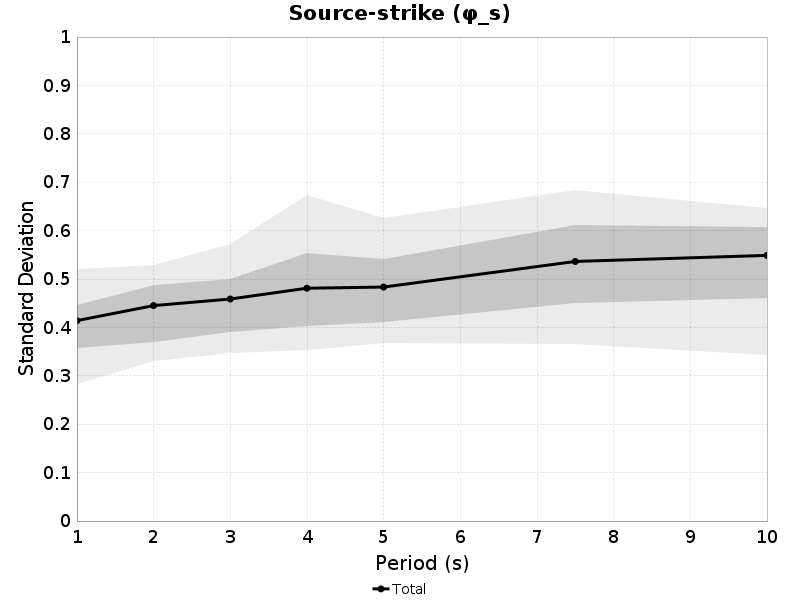 Source-strike (φ_s)
1
0.9
0.8
0.7
0.6
0.5
0.4
0.3
0.2
0.1
0
Standard Deviation
1 2 3 4 5 6 7 8 9 10
Period (s)
Total